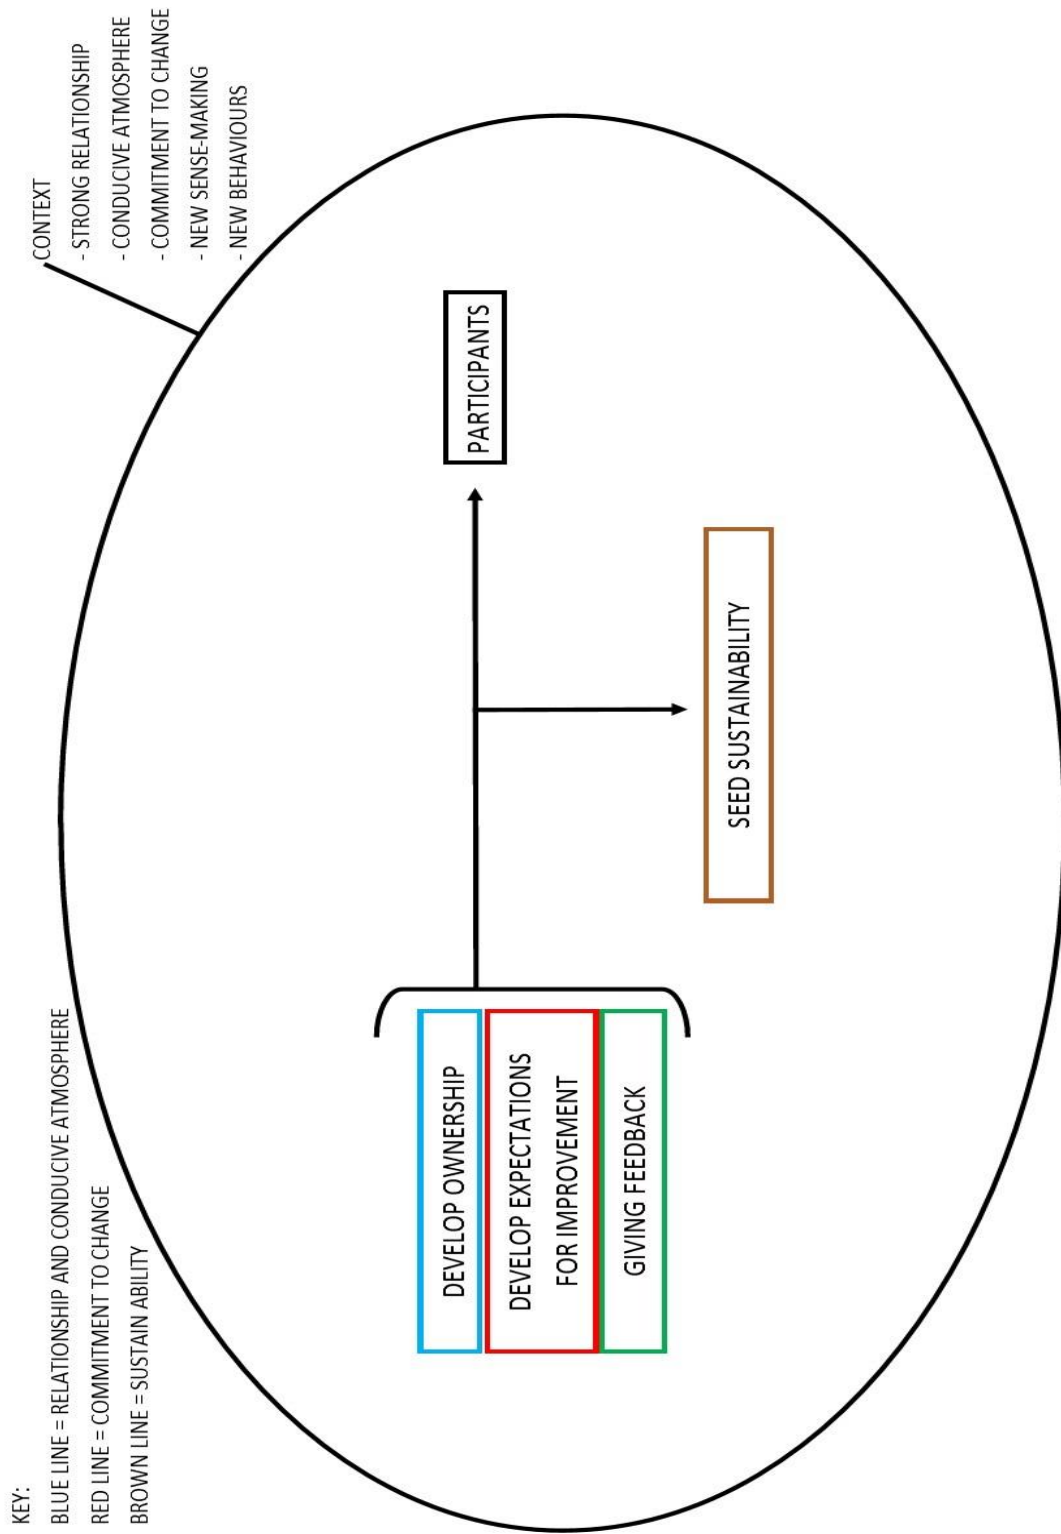 KEY:
BLUE LINE = RELATIONSHIP AND CONDUCIVE ATMOSPHERE
RED LINE = COMMITMENT TO CHANGE
BROWN LINE = SUSTAIN ABILITY
CONTEXT
- STRONG RELATIONSHIP
- CONDUCIVE ATMOSPHERE
- COMMITMENT TO CHANGE
- NEW SENSE-MAKING
- NEW BEHAVIOURS
DEVELOP OWNERSHIP
DEVELOP EXPECTATIONS
FOR IMPROVEMENT
GIVING FEEDBACK
PARTICIPANTS
SEED SUSTAINABILITY